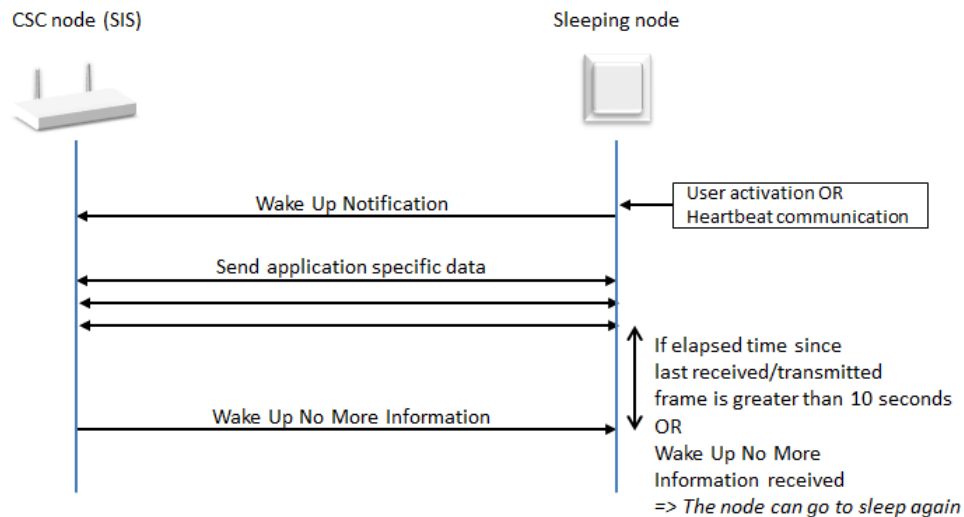 CSC node (SIS)
Sleeping node
User activation OR
Heartbeat communication
Wake Up Notification
Send application specific data
If elapsed time since
last received/transmitted
frame is greater than 10 seconds
OR
Wake Up No More
Information received
=> The node can go to sleep again
Wake Up No More Information